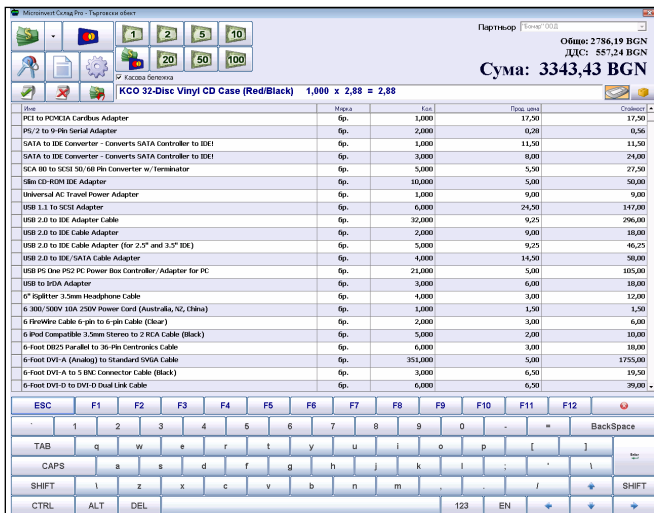 Microinvest Склад Pro - Търговски обект
1 2 5 10
20 50 100
Касова бележка
Партньор
Общо: 2786,19 BGN
ДДС: 557,24 BGN
Сума: 3343,43 BGN
KCO 32-Disc Vinyl CD Case (Red/Black) 1,000 x 2,88 = 2,88
Име Мярка Кол Прод. цена Стойност
PCI to PCMCIA Cardbus Adapter бр. 1,000 17,50 17,50
PS/2 to 9-Pin Serial Adapter бр. 2,000 0,28 0,56
SATA to IDE Converter - Converts SATA Controller to IDE! бр. 1,000 11,50 11,50
SATA to IDE Converter - Converts SATA Controller to IDE! бр. 3,000 8,00 24,00
SCA 80 to SCSI 50/68 Pin Converter w/Terminator бр. 5,000 5,50 27,50
Slim CD-ROM IDE Adapter бр. 10,000 5,00 50,00
Universal AC Travel Power Adapter бр. 1,000 9,00 9,00
USB 1.1 To SCSI Adapter бр. 6,000 24,50 147,00
USB 2.0 to IDE Adapter Cable бр. 32,000 9,25 296,00
USB 2.0 to IDE Cable Adapter бр. 2,000 9,00 18,00
USB 2.0 to IDE Cable Adapter (for 2.5" and 3.5" IDE) бр. 5,000 9,25 46,25
USB 2.0 to IDE/SATA Cable Adapter бр. 4,000 14,50 58,00
USB PS One PS2 PC Power Box Controller/Adapter for PC бр. 21,000 5,00 105,00
USB to IrDA Adapter бр. 3,000 6,00 18,00
6" iSplitter 3.5mm Headphone Cable бр. 4,000 3,00 12,00
6 300/500V 10A 250V Power Cord (Australia, NZ, China) бр. 1,000 1,50 1,50
6 FireWire Cable 6-pin to 6-pin Cable (Clear) бр. 2,000 3,00 6,00
6 iPod Compatible 3.5mm Stereo to 2 RCA Cable (Black) бр. 5,000 2,00 10,00
6-Foot DB25 Parallel to 36-Pin Centronics Cable бр. 6,000 3,00 18,00
6-Foot DVI-A (Analog) to Standard SVGA Cable бр. 351,000 5,00 1755,00
6-Foot DVI-A to 5 BNC Connector Cable (Black) бр. 3,000 6,50 19,50
6-Foot DVI-D to DVI-D Dual Link Cable бр. 6,000 6,50 39,00
ESC F1 F2 F3 F4 F5 F6 F7 F8 F9 F10 F11 F12
` 1 2 3 4 5 6 7 8 9 0 - = BackSpace
TAB q w e r t y u i o p [ ]
CAPS a s d f g h j k l ; ' \
Enter
SHIFT \ z x c v b n m , . / SHIFT
CTRL ALT DEL 123 EN